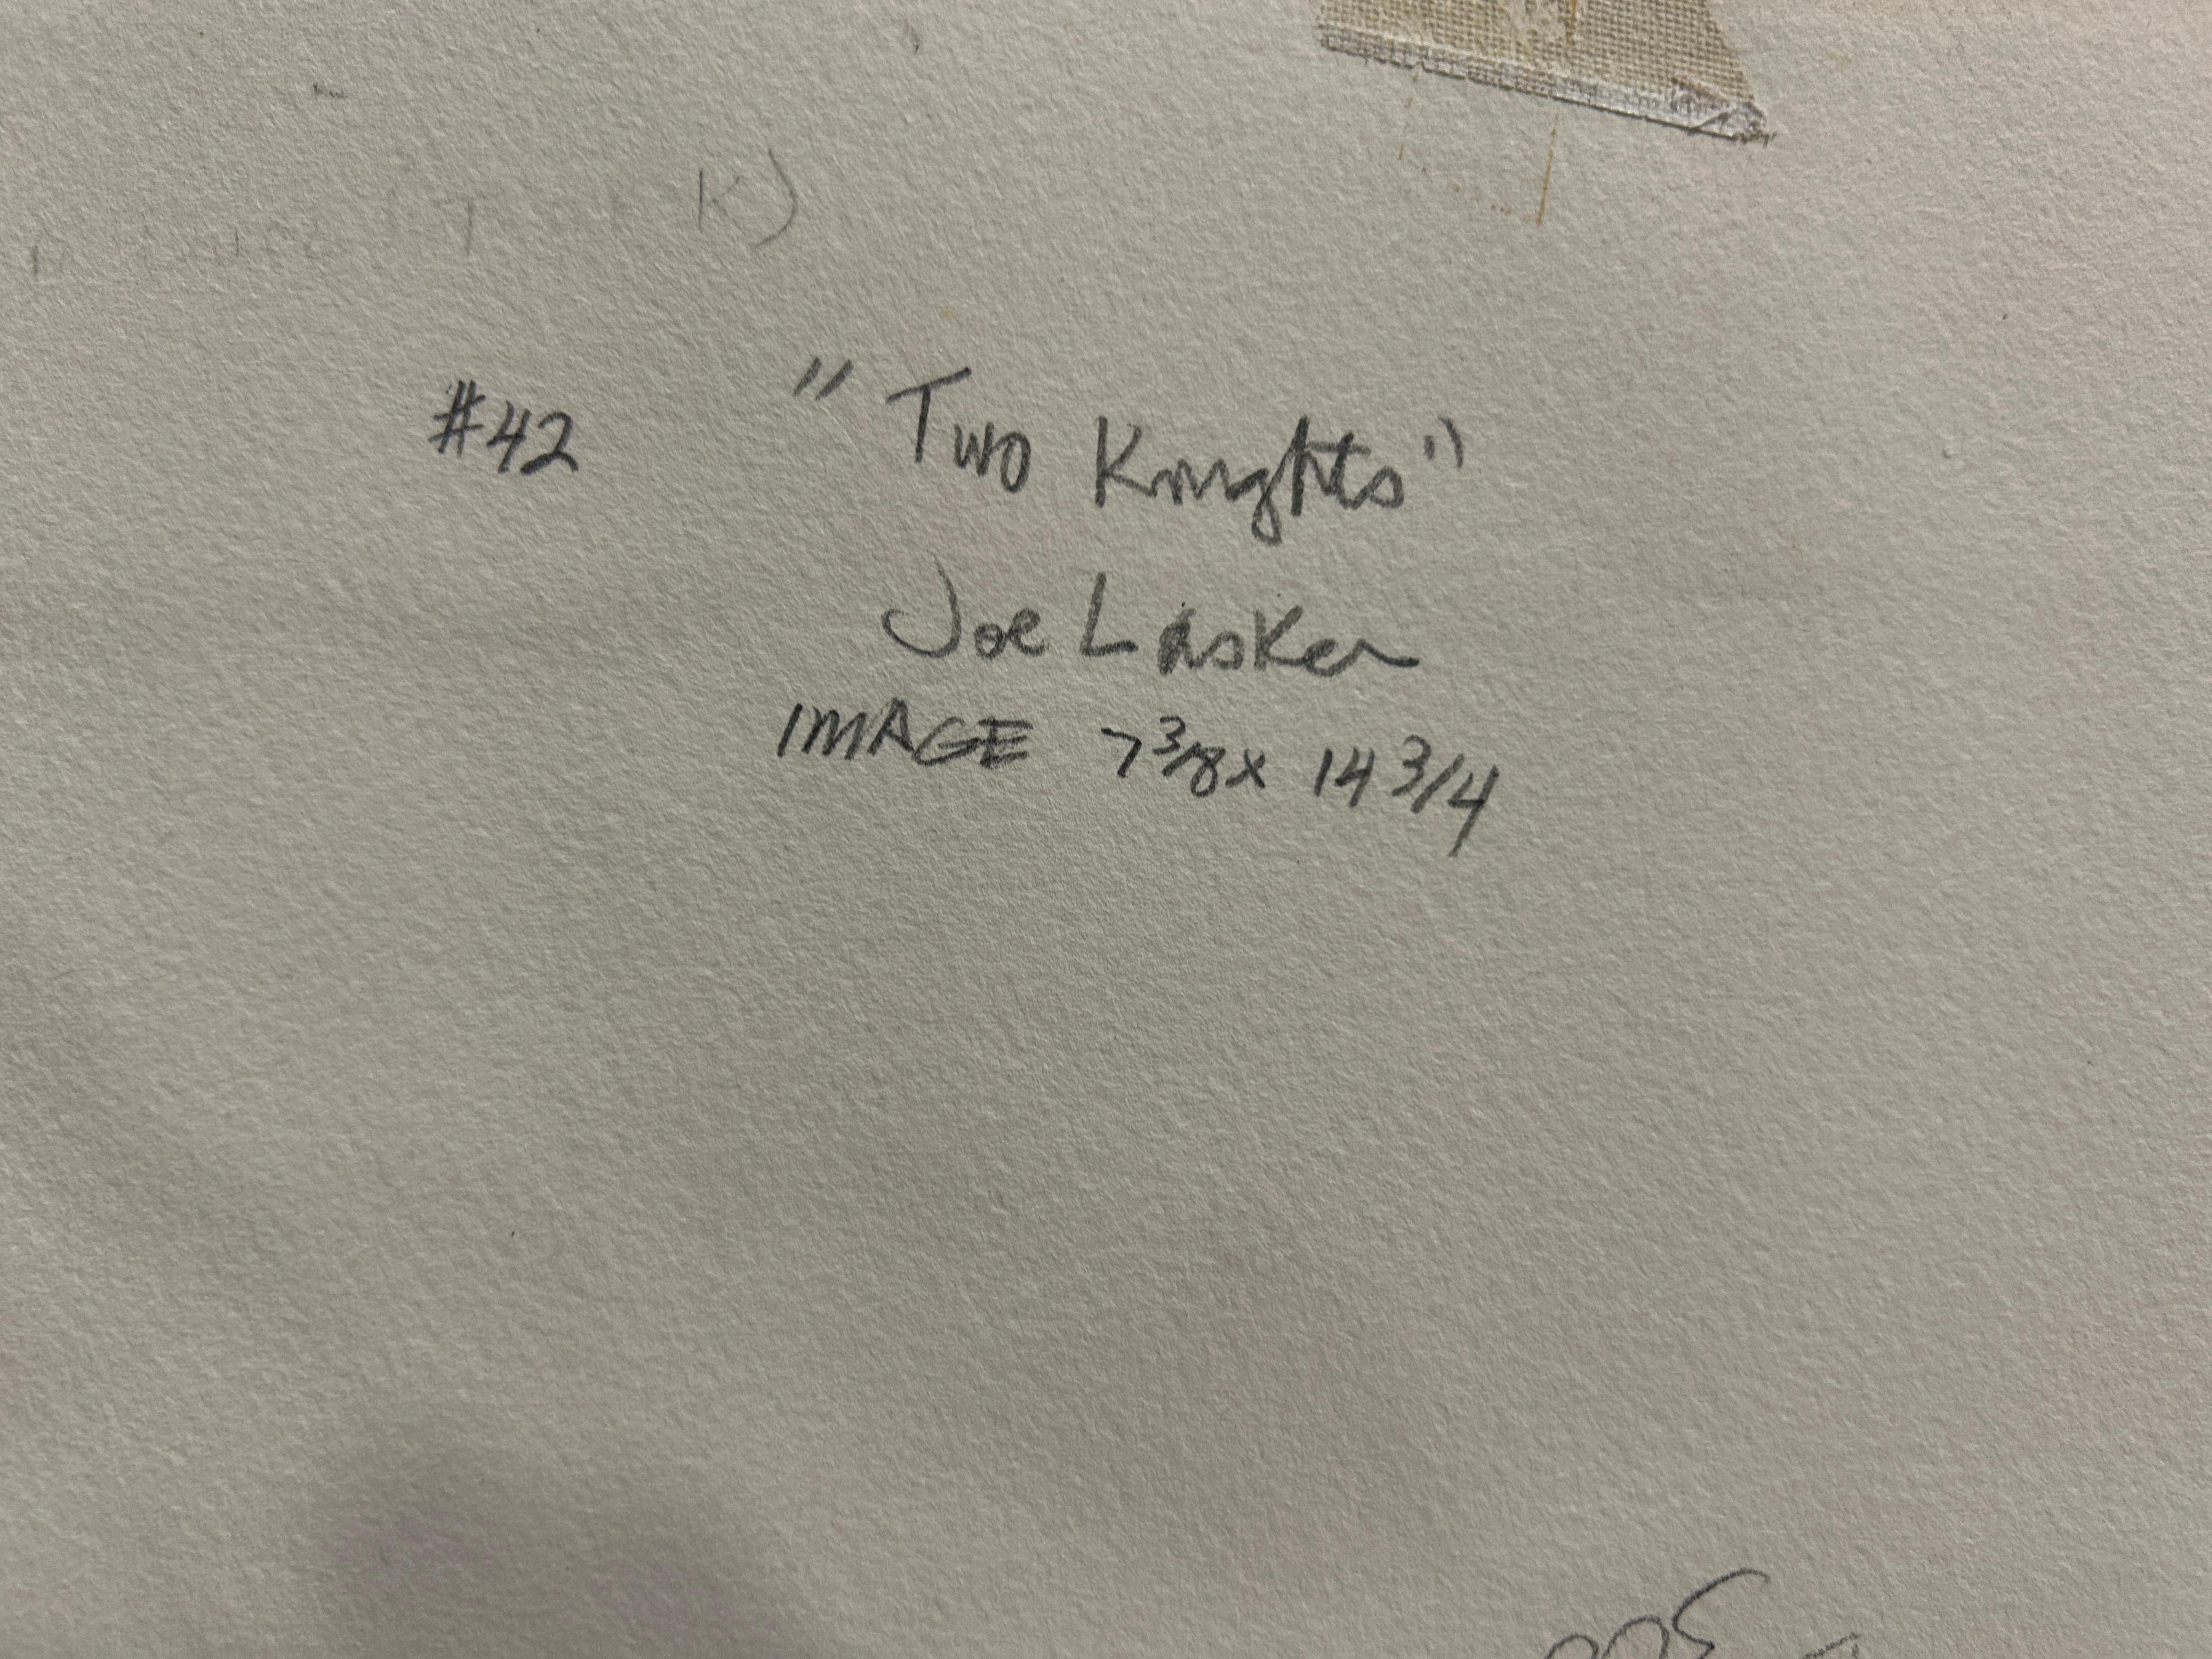 #42 "Two Knights"
Joe Lasker
IMAGE 7 3/8 x 14 3/4